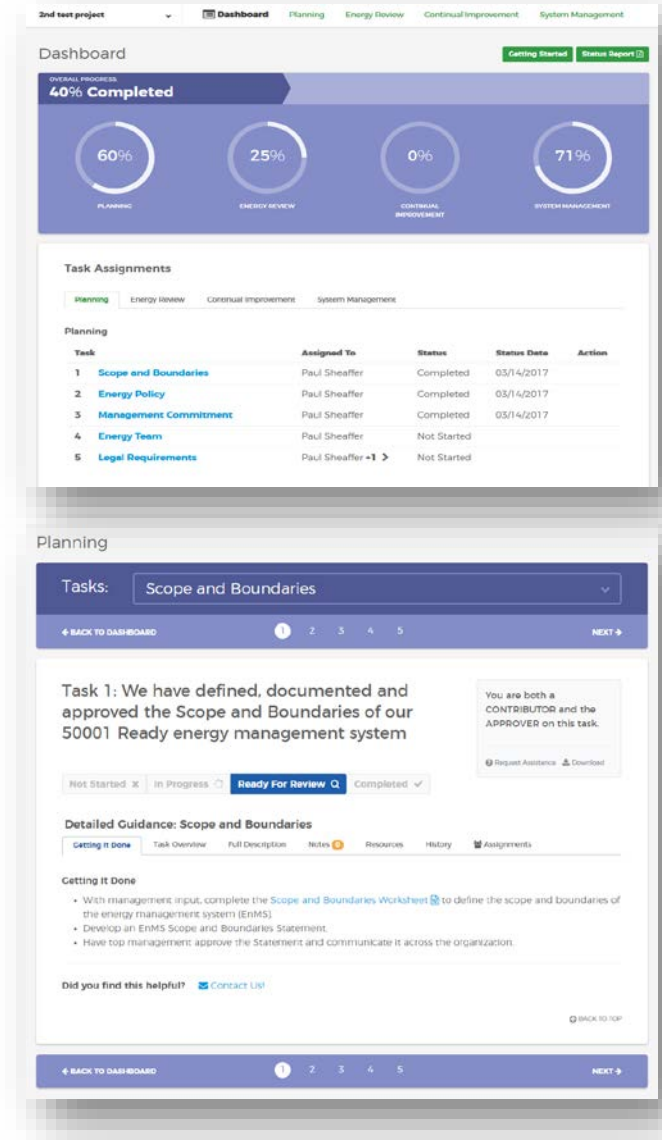 2nd test project Dashboard Planning Energy Review Continual Improvement System Management
Dashboard Getting Started Status Report
OVERALL PROGRESS
40% Completed
60% 25% 0% 71%
PLANNING ENERGY REVIEW CONTINUAL IMPROVEMENT SYSTEM MANAGEMENT
Task Assignments
Planning Energy Review Continual Improvement System Management
Planning
Task Assigned To Status Status Date Action
1 Scope and Boundaries Paul Sheaffer Completed 03/14/2017
2 Energy Policy Paul Sheaffer Completed 03/14/2017
3 Management Commitment Paul Sheaffer Completed 03/14/2017
4 Energy Team Paul Sheaffer Not Started
5 Legal Requirements Paul Sheaffer +1 > Not Started
Planning
Tasks: Scope and Boundaries
← BACK TO DASHBOARD 1 2 3 4 5 NEXT →
Task 1: We have defined, documented and
approved the Scope and Boundaries of our
50001 Ready energy management system
You are both a
CONTRIBUTOR and the
APPROVER on this task.
Request Assistance Download
Not Started In Progress Ready For Review Completed
Detailed Guidance: Scope and Boundaries
Getting It Done Task Overview Full Description Notes 0 Resources History Assignments
Getting It Done
• With management input, complete the Scope and Boundaries Worksheet to define the scope and boundaries of
the energy management system (EnMS).
• Develop an EnMS Scope and Boundaries Statement.
• Have top management approve the Statement and communicate it across the organization.
Did you find this helpful? Contact Us!
BACK TO TOP
← BACK TO DASHBOARD 1 2 3 4 5 NEXT →